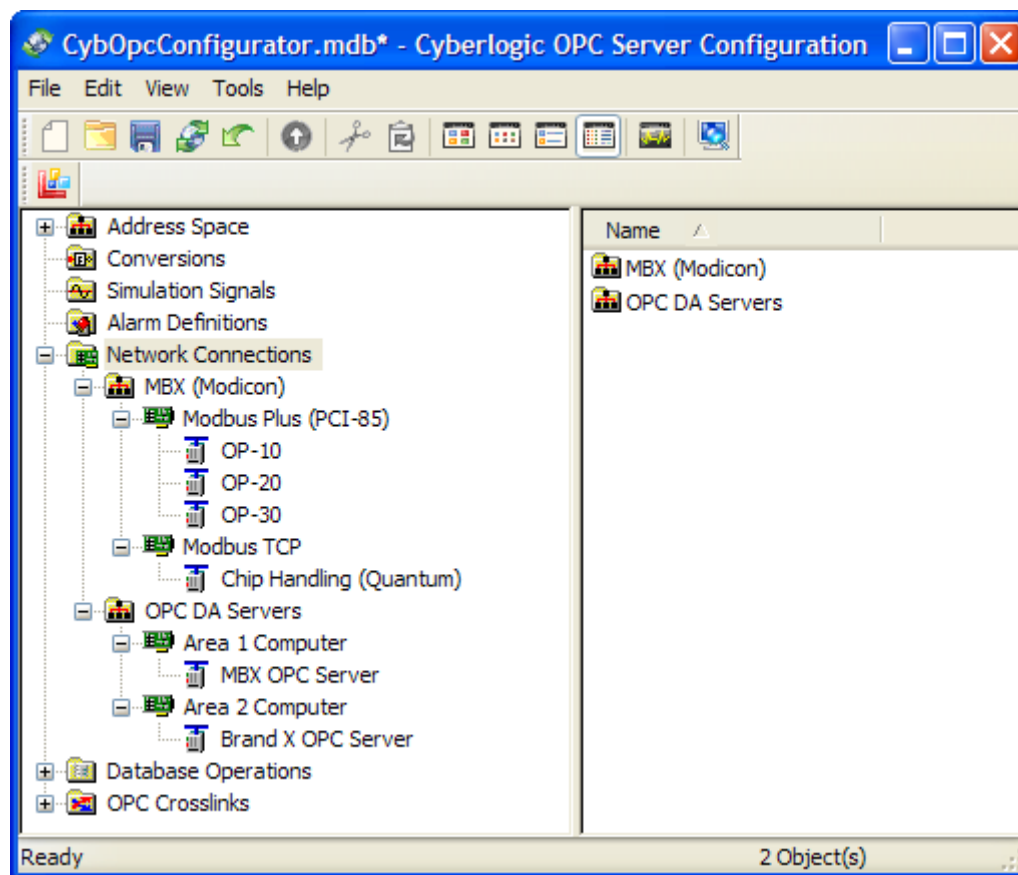 CybOpcConfigurator.mdb* - Cyberlogic OPC Server Configuration
File Edit View Tools Help
Address Space
Conversions
Simulation Signals
Alarm Definitions
Network Connections
MBX (Modicon)
Modbus Plus (PCI-85)
OP-10
OP-20
OP-30
Modbus TCP
Chip Handling (Quantum)
OPC DA Servers
Area 1 Computer
MBX OPC Server
Area 2 Computer
Brand X OPC Server
Database Operations
OPC Crosslinks
Name
MBX (Modicon)
OPC DA Servers
Ready 2 Object(s)